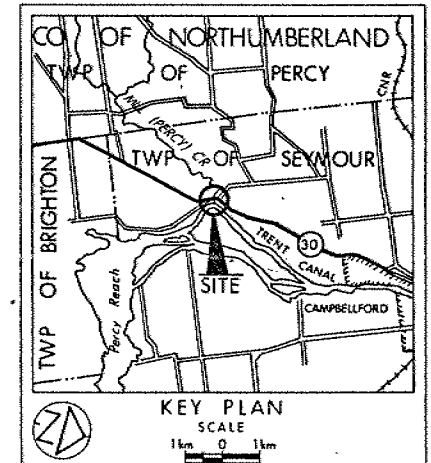 CO OF NORTHUMBERLAND
TWP OF PERCY
CNR
(PERCY) CR
TWP OF SEYMOUR
TWP OF BRIGHTON
30
TRENT CANAL
SITE
Percy Reach
CAMPBELLFORD
KEY PLAN
SCALE
1km 0 1km